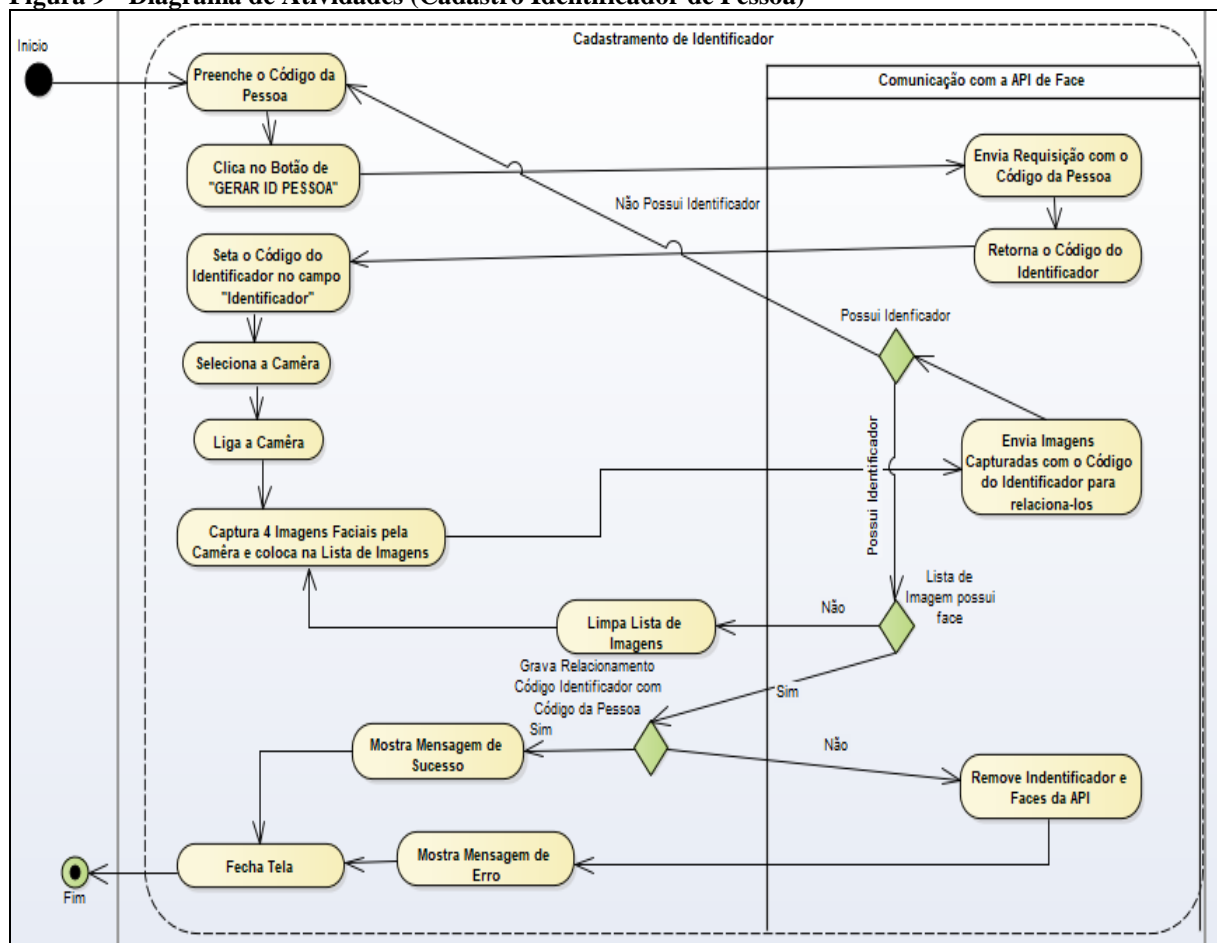 Figura 9 - Diagrama de Atividades (Cadastro Identificador de Pessoa)
Cadastramento de Identificador
Inicio
Preenche o Código da
Pessoa
Comunicação com a API de Face
Clica no Botão de
"GERAR ID PESSOA"
Envia Requisição com o
Código da Pessoa
Não Possui Identificador
Seta o Código do
Identificador no campo
"Identificador"
Retorna o Código do
Identificador
Possui Idenficador
Seleciona a Camêra
Liga a Camêra
Possui Identificador
Envia Imagens
Capturadas com o Código
do Identificador para
relaciona-los
Captura 4 Imagens Faciais pela
Camêra e coloca na Lista de Imagens
Lista de
Imagem possui
face
Não
Limpa Lista de
Imagens
Grava Relacionamento
Código Identificador com
Código da Pessoa
Sim
Sim
Mostra Mensagem de
Sucesso
Não
Remove Indentificador e
Faces da API
Mostra Mensagem de
Erro
Fecha Tela
Fim